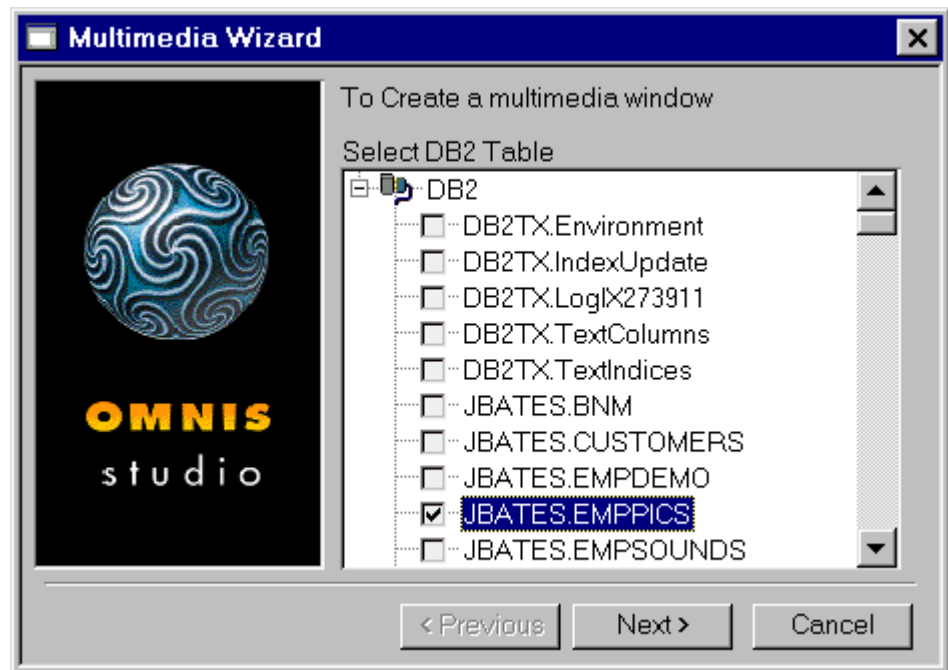 Multimedia Wizard
To Create a multimedia window
Select DB2 Table
DB2
DB2TX.Environment
DB2TX.IndexUpdate
DB2TX.LogIX273911
DB2TX.TextColumns
DB2TX.TextIndices
JBATES.BNM
JBATES.CUSTOMERS
JBATES.EMPDEMO
JBATES.EMPPICS
JBATES.EMPSOUNDS
OMNIS
studio
< Previous
Next >
Cancel